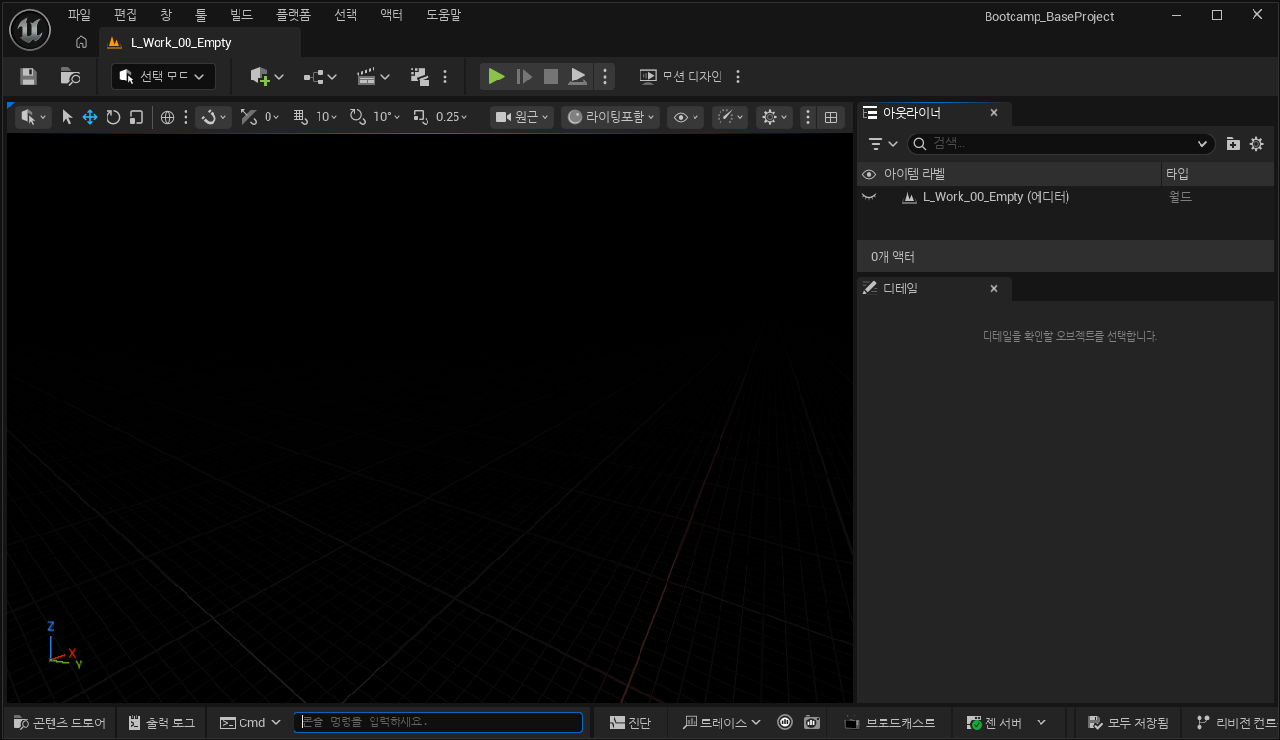 파일 편집 창 툴 빌드 플랫폼 선택 액터 도움말 Bootcamp_BaseProject
L_Work_00_Empty
선택 모드 모션 디자인
0 10 10° 0.25 원근 라이팅포함
아웃라이너
검색...
아이템 라벨 타입
L_Work_00_Empty (에디터) 월드
0개 액터
디테일
디테일을 확인할 오브젝트를 선택합니다.
Z
X
Y
콘텐츠 드로어 출력 로그 Cmd 콘솔 명령을 입력하세요. 진단 트레이스 브로드캐스트 젠 서버 모두 저장됨 리비전 컨트